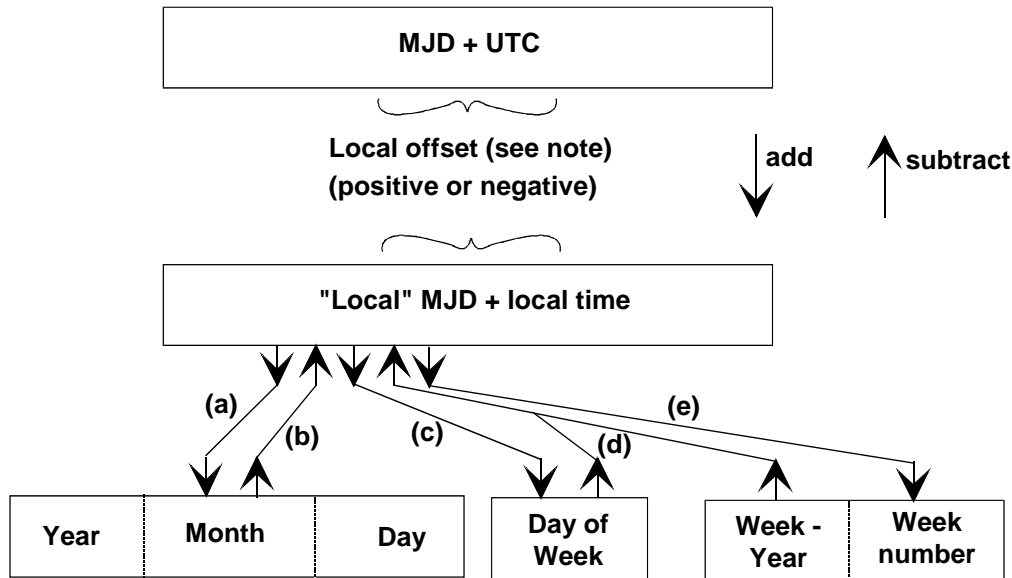 MJD + UTC
Local offset (see note)
(positive or negative)
add
subtract
"Local" MJD + local time
(a)
(b)
(c)
(d)
(e)
Year
Month
Day
Day of
Week
Week -
Year
Week
number